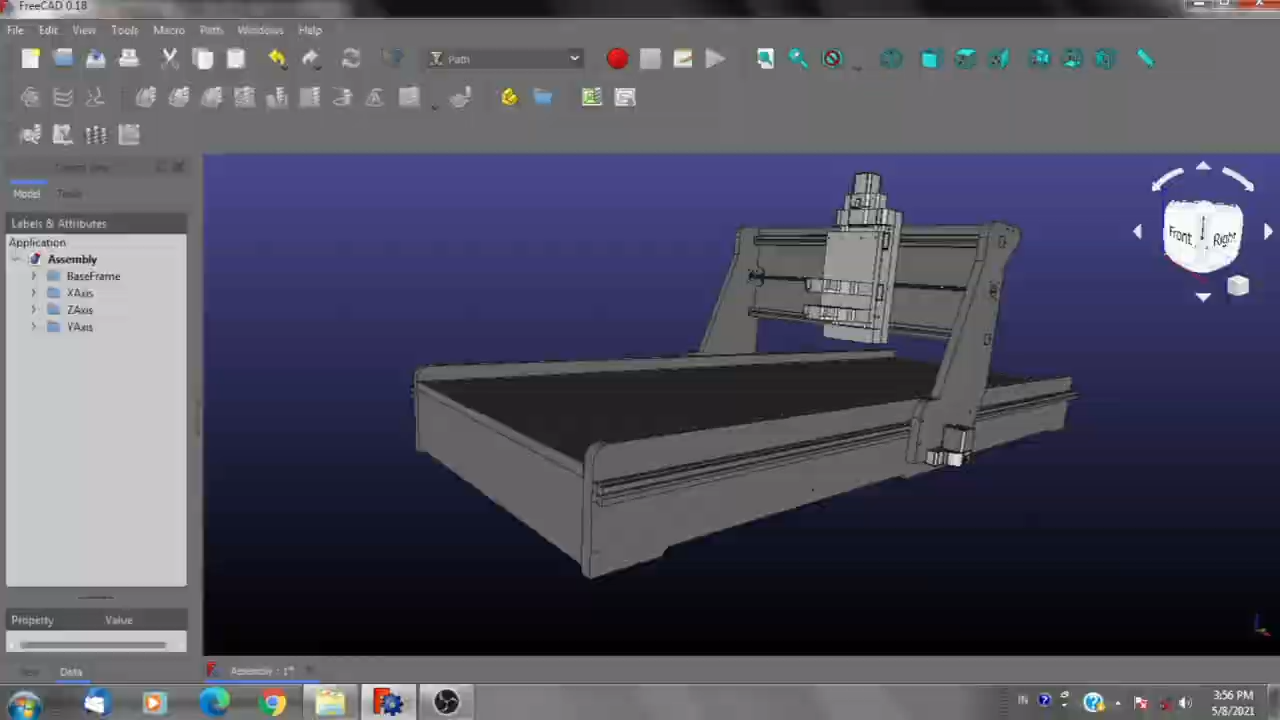 FreeCAD 0.18
File Edit View Tools Macro Path Windows Help
Path
Model
Labels & Attributes
Application
Assembly
BaseFrame
XAxis
ZAxis
YAxis
Front
Right
Property Value
Data
Assembly : 1*
IN
3:56 PM
5/8/2021